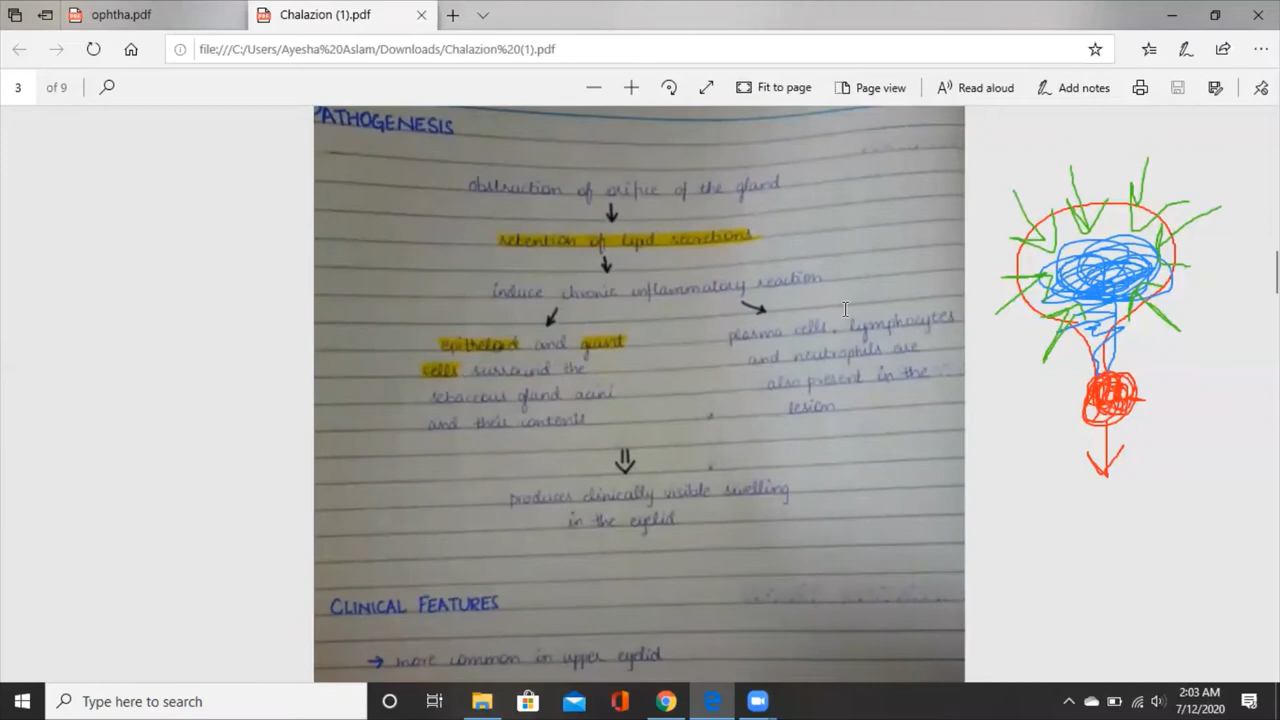 ophtha.pdf
Chalazion (1).pdf
file:///C:/Users/Ayesha%20Aslam/Downloads/Chalazion%20(1).pdf
3 of 9
Fit to page
Page view
Read aloud
Add notes
PATHOGENESIS
obstruction of orifice of the gland
retention of lipid secretions
induce chronic inflammatory reaction
epitheloid and giant
cells surround the
sebaceous gland acini
and their contents
plasma cells, lymphocytes
and neutrophils are
also present in the
lesion
produces clinically visible swelling
in the eyelid
CLINICAL FEATURES
→ more common in upper eyelid
Type here to search
2:03 AM
7/12/2020